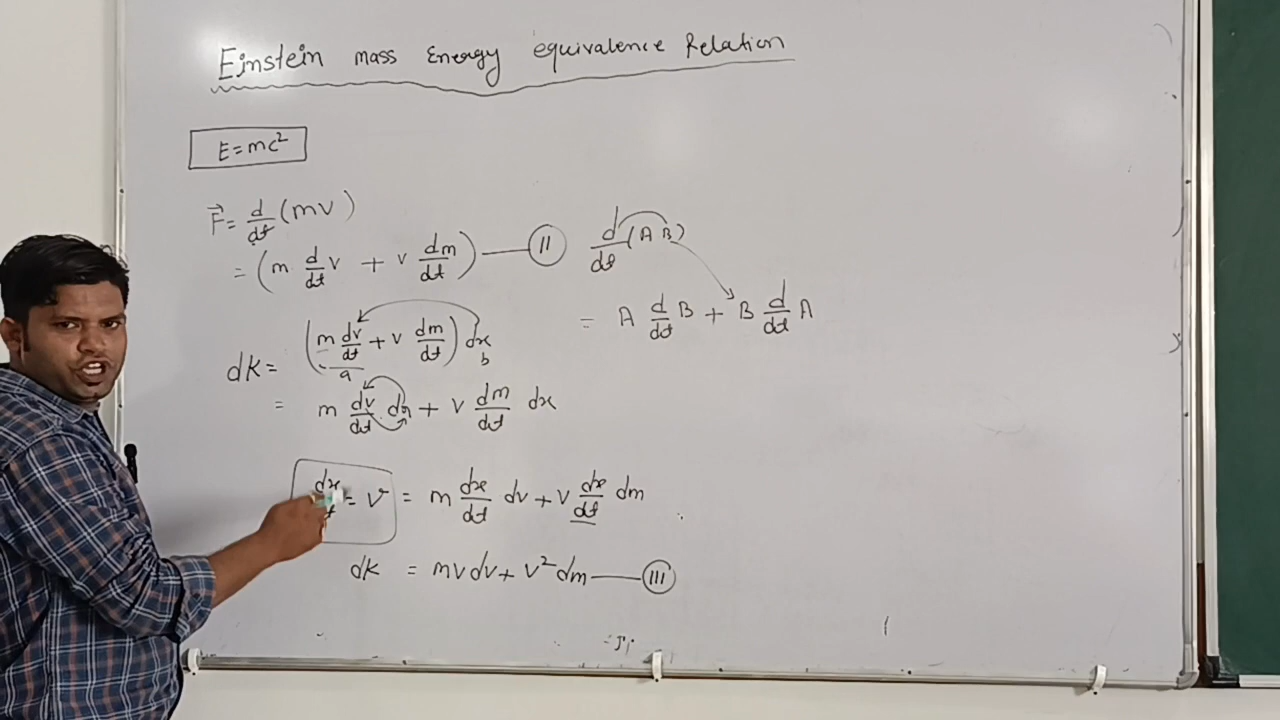 Einstein mass Energy equivalence Relation
E=mc²
F⃗ = d/dt (mv)
= (m d/dt v + v dm/dt) — II
d/dt (A B)
= A d/dt B + B d/dt A
dK = (m dv/dt + v dm/dt) dx
a b
= m dv/dt dx + v dm/dt dx
= v = m dx/dt dv + v dx/dt dm
dk = mv dv + v² dm — III